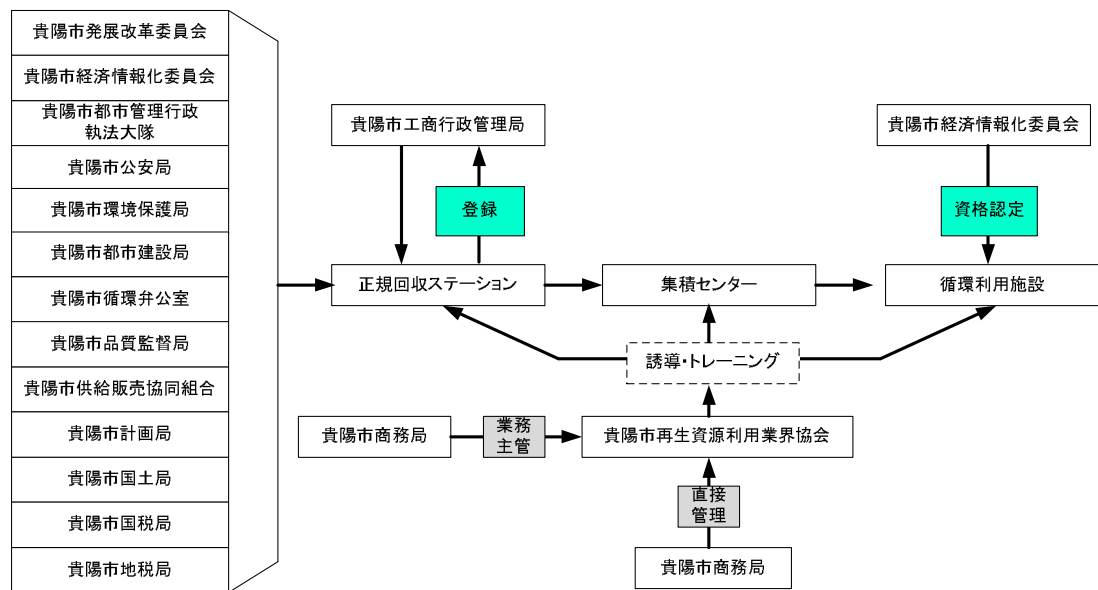 貴陽市発展改革委員会
貴陽市経済情報化委員会
貴陽市都市管理行政
執法大隊
貴陽市公安局
貴陽市環境保護局
貴陽市都市建設局
貴陽市循環弁公室
貴陽市品質監督局
貴陽市供給販売協同組合
貴陽市計画局
貴陽市国土局
貴陽市国税局
貴陽市地税局
貴陽市工商行政管理局
貴陽市経済情報化委員会
登録
資格認定
正規回収ステーション
集積センター
循環利用施設
誘導・トレーニング
貴陽市商務局
業務
主管
貴陽市再生資源利用業界協会
直接
管理
貴陽市商務局